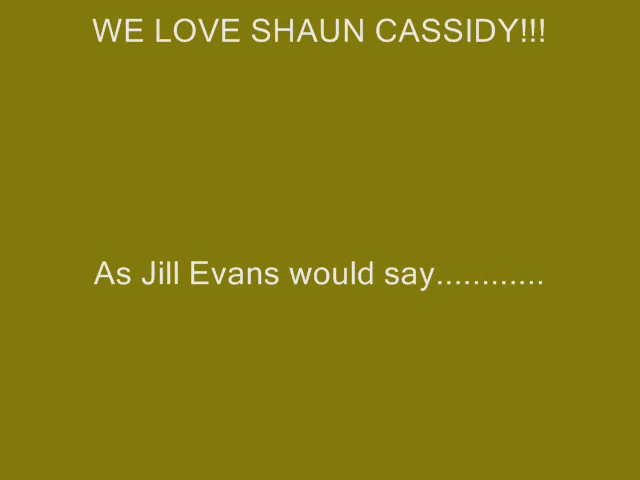 WE LOVE SHAUN CASSIDY!!!
As Jill Evans would say............